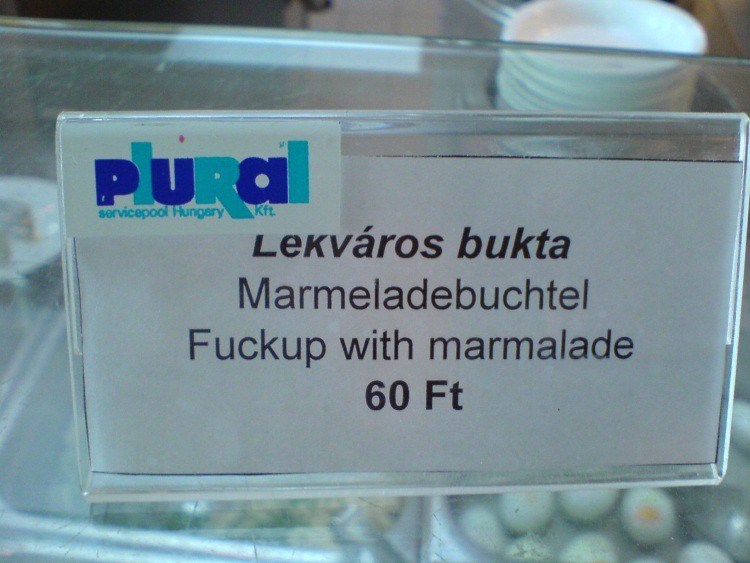 plural
servicepool Hungary Kft.
Lekváros bukta
Marmeladebuchtel
Fuckup with marmalade
60 Ft